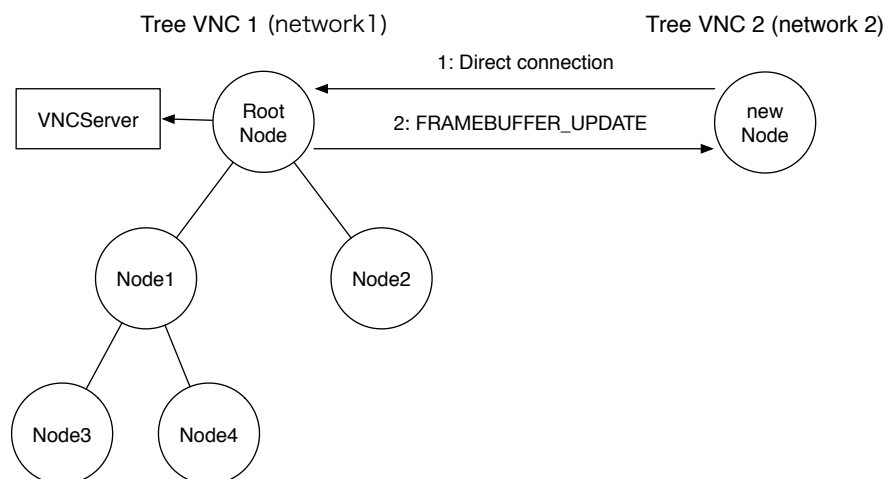 Tree VNC 1 (network1)
Tree VNC 2 (network 2)
1: Direct connection
VNCServer
Root
Node
2: FRAMEBUFFER_UPDATE
new
Node
Node1
Node2
Node3
Node4